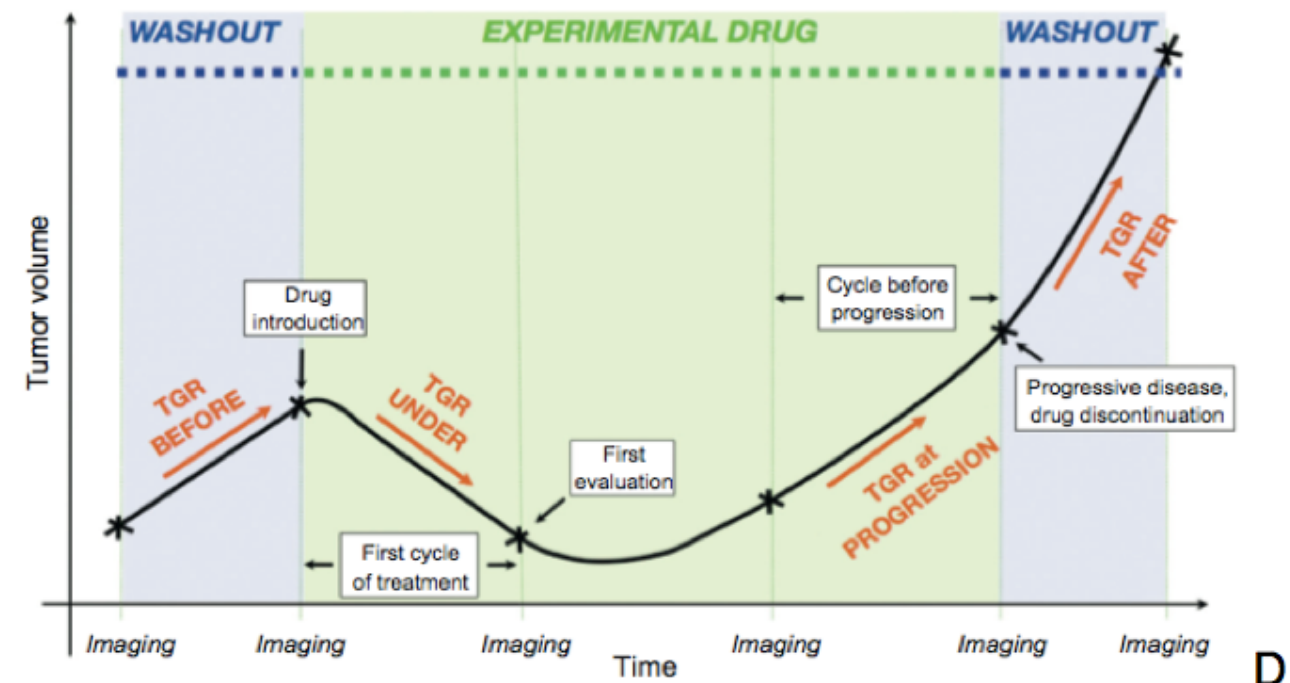 WASHOUT
EXPERIMENTAL DRUG
WASHOUT
Tumor volume
Drug
introduction
TGR
BEFORE
TGR
UNDER
First
evaluation
First cycle
of treatment
Cycle before
progression
TGR at
PROGRESSION
TGR
AFTER
Progressive disease,
drug discontinuation
Imaging
Imaging
Imaging
Imaging
Imaging
Imaging
Time
D